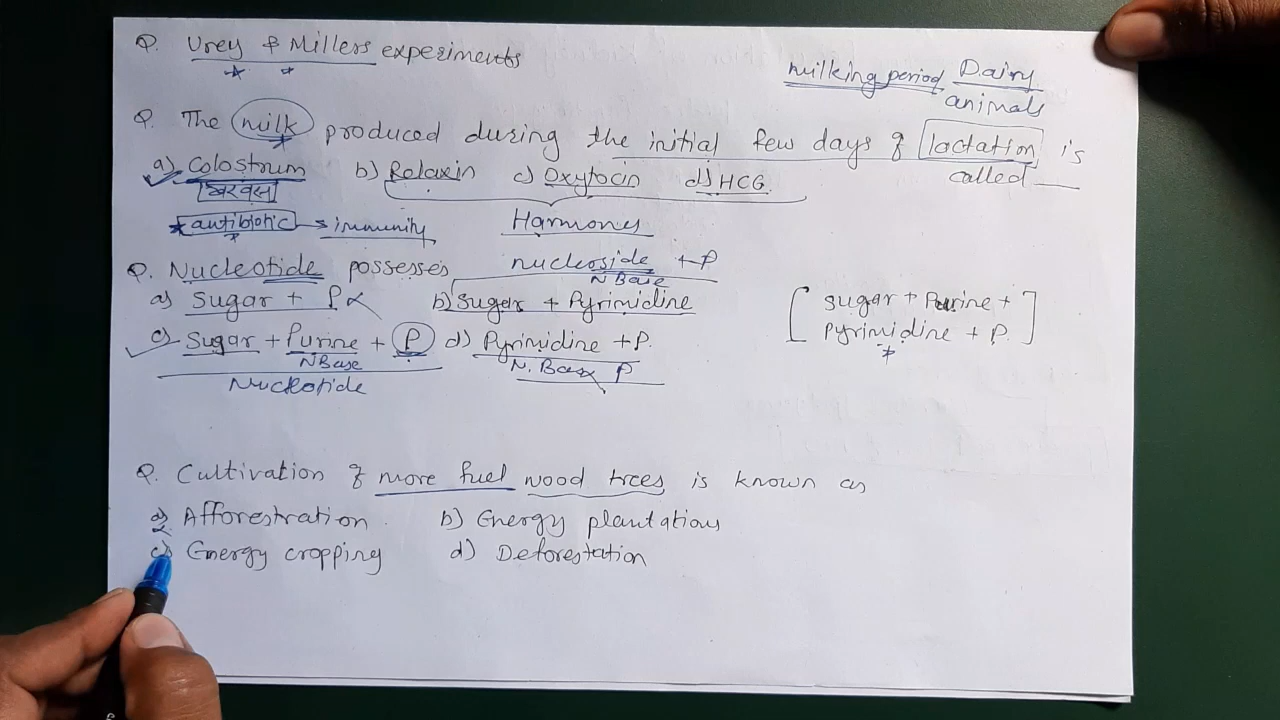 Q. Urey & Millers experiments
milking period Dairy
animals
Q. The milk produced during the initial few days of lactation is
called
a) Colostrum b) Relaxin c) Oxytocin d) HCG
खरवस
antibiotic → immunity Harmones
Q. Nucleotide possesses nucleoside + P
N Base
a) Sugar + P b) Sugar + Pyrimidine
c) Sugar + Purine + P d) Pyrimidine + P.
N Base N. Base P
Nucleotide
[ Sugar + Purine +
Pyrimidine + P. ]
Q. Cultivation of more fuel wood trees is known as
a) Afforestration b) Energy plantations
c) Energy cropping d) Deforestation